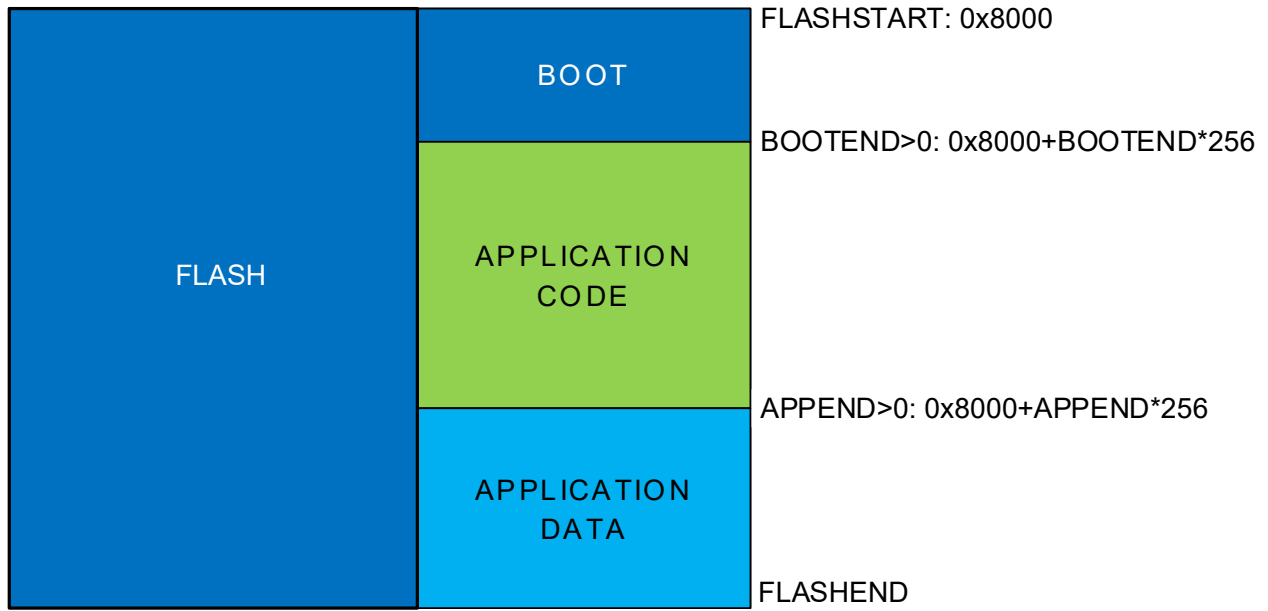 FLASHSTART: 0x8000
BOOT
BOOTEND>0: 0x8000+BOOTEND*256
FLASH
APPLICATION
CODE
APPEND>0: 0x8000+APPEND*256
APPLICATION
DATA
FLASHEND